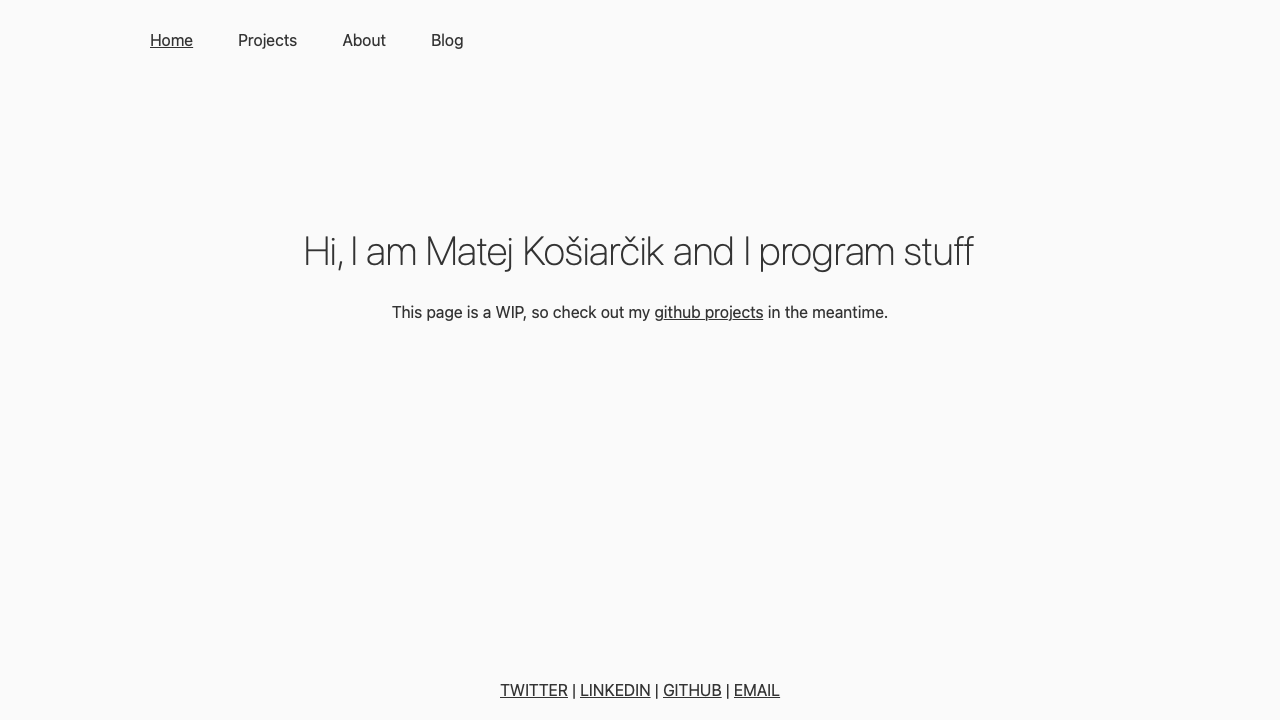 Home Projects About Blog
Hi, I am Matej Košiarčik and I program stuff
This page is a WIP, so check out my github projects in the meantime.
TWITTER | LINKEDIN | GITHUB | EMAIL